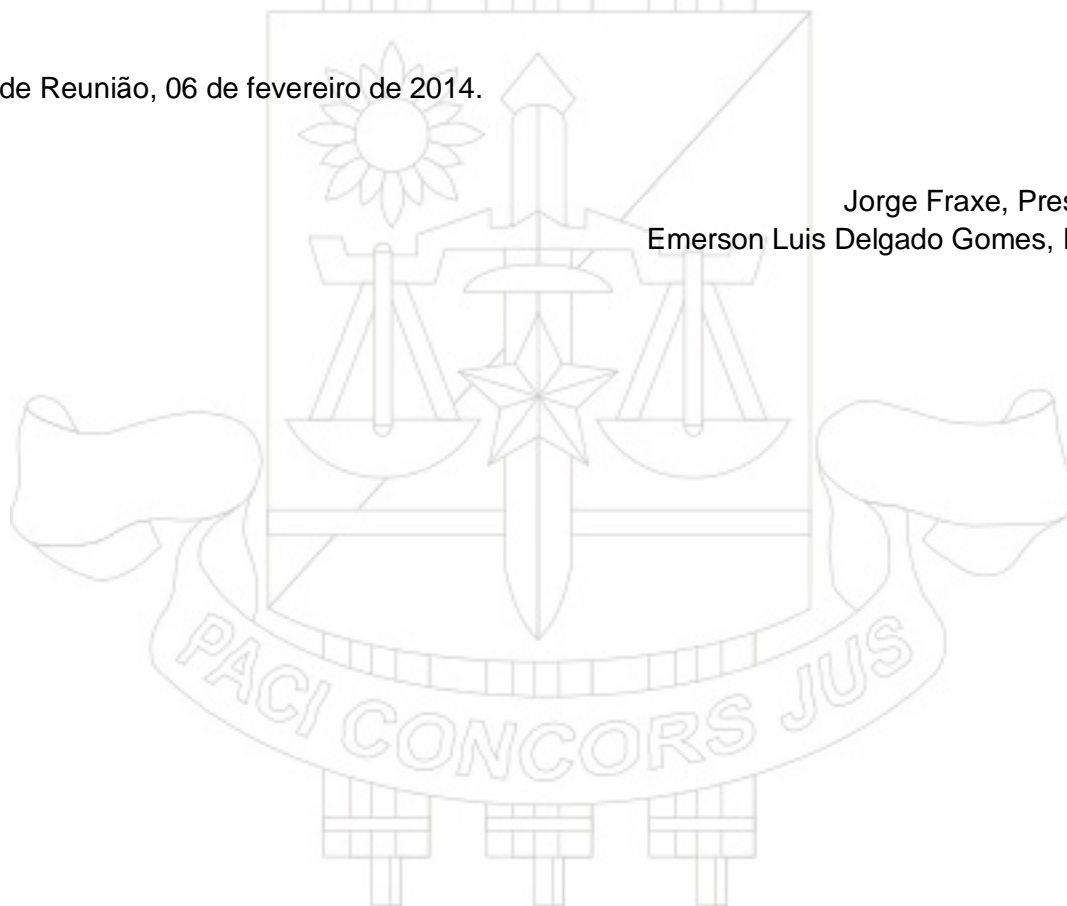 de Reunião, 06 de fevereiro de 2014.
Jorge Fraxe, Pres
Emerson Luis Delgado Gomes,
PACI CONCORS JUS